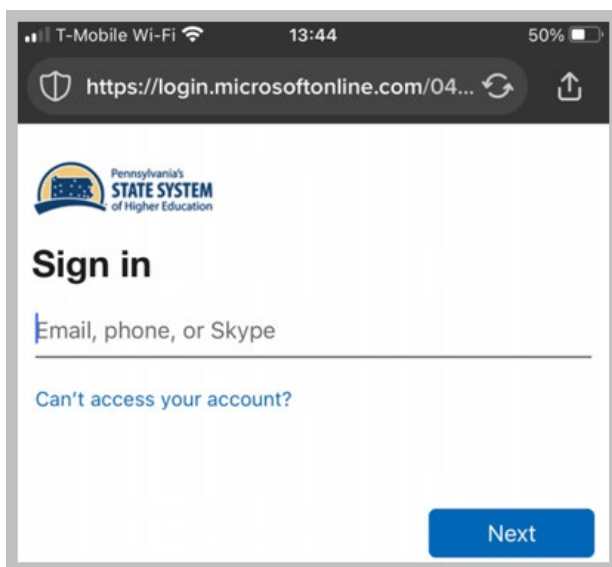 T-Mobile Wi-Fi 13:44 50%
https://login.microsoftonline.com/04...
Pennsylvania's
STATE SYSTEM
of Higher Education
Sign in
Email, phone, or Skype
Can't access your account?
Next